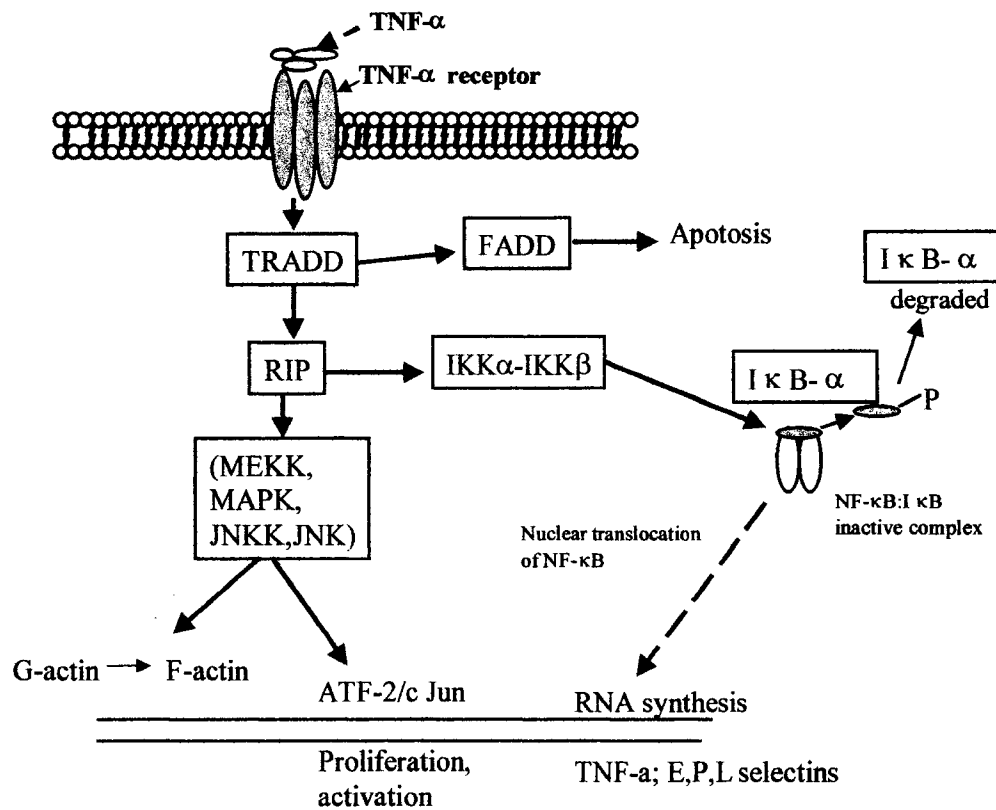 TNF-α
TNF-α receptor
TRADD
FADD
Apotosis
I κ B- α
degraded
RIP
IKKα-IKKβ
I κ B- α
P
(MEKK,
MAPK,
JNKK,JNK)
NF-κB:I κB
inactive complex
Nuclear translocation
of NF-κB
G-actin
F-actin
ATF-2/c Jun
RNA synthesis
Proliferation,
activation
TNF-a; E,P,L selectins